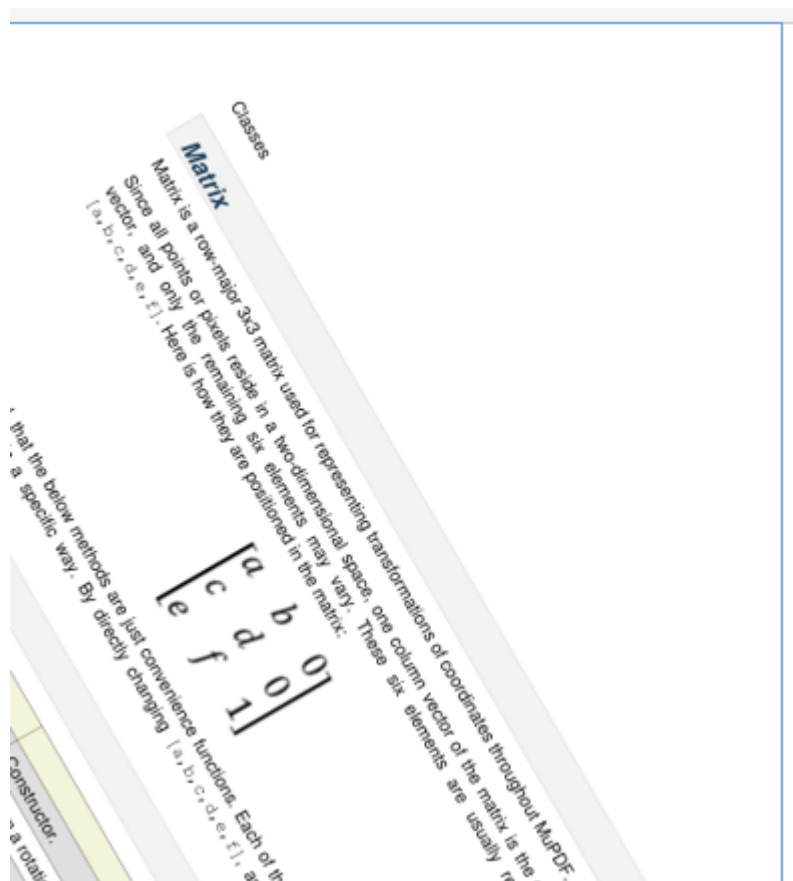 Classes
Matrix
Matrix is a row-major 3x3 matrix used for representing transformations of coordinates throughout MuPDF.
Since all points or pixels reside in a two-dimensional space, one column vector of the matrix is the
vector, and only the remaining six elements may vary. These six elements are usually
[a,b,c,d,e,f]. Here is how they are positioned in the matrix:
a b 0
c d 0
e f 1
that the below methods are just convenience functions. Each of
a specific way. By directly changing [a,b,c,d,e,f],
Constructor.
a